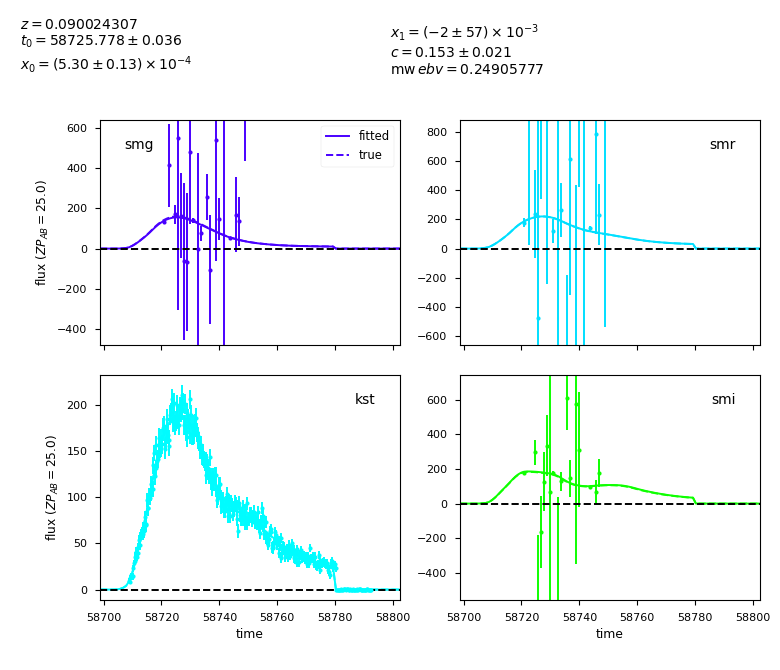 z = 0.090024307
t₀ = 58725.778 ± 0.036
x₀ = (5.30 ± 0.13) × 10⁻⁴
x₁ = (−2 ± 57) × 10⁻³
c = 0.153 ± 0.021
mw ebv = 0.24905777
smg
fitted
true
600
400
200
0
−200
−400
flux (ZP_AB = 25.0)
smr
800
600
400
200
0
−200
−400
−600
kst
200
150
100
50
0
flux (ZP_AB = 25.0)
58700 58720 58740 58760 58780 58800
time
smi
600
400
200
0
−200
−400
58700 58720 58740 58760 58780 58800
time